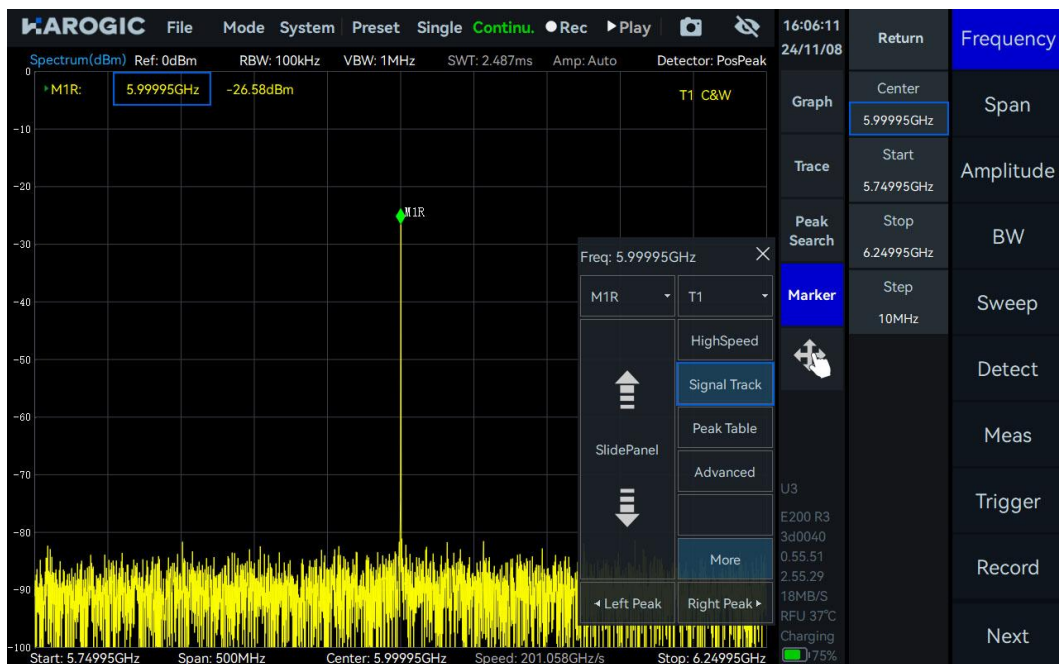 HAROGIC File Mode System Preset Single Continu. Rec Play
16:06:11
24/11/08
Spectrum(dBm) Ref: 0dBm RBW: 100kHz VBW: 1MHz SWT: 2.487ms Amp: Auto Detector: PosPeak
M1R: 5.99995GHz -26.58dBm
T1 C&W
0
-10
-20
-30
-40
-50
-60
-70
-80
-90
-100
M1R
Freq: 5.99995GHz
M1R T1
HighSpeed
Signal Track
Peak Table
SlidePanel
Advanced
More
Left Peak Right Peak
Start: 5.74995GHz Span: 500MHz Center: 5.99995GHz Speed: 201.058GHz/s Stop: 6.24995GHz
Graph
Trace
Peak
Search
Marker
U3
E200 R3
3d0040
0.55.51
2.55.29
18MB/S
RFU 37℃
Charging
75%
Return
Center
5.99995GHz
Start
5.74995GHz
Stop
6.24995GHz
Step
10MHz
Frequency
Span
Amplitude
BW
Sweep
Detect
Meas
Trigger
Record
Next